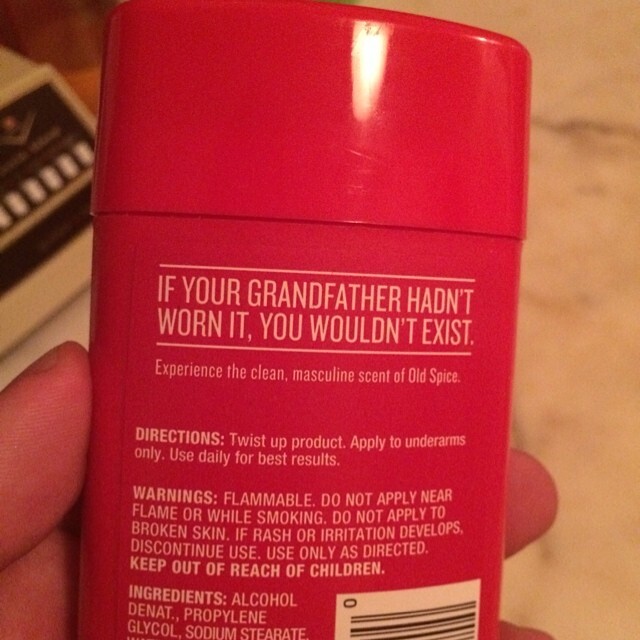 IF YOUR GRANDFATHER HADN'T
WORN IT, YOU WOULDN'T EXIST.
Experience the clean, masculine scent of Old Spice.
DIRECTIONS: Twist up product. Apply to underarms
only. Use daily for best results.
WARNINGS: FLAMMABLE. DO NOT APPLY NEAR
FLAME OR WHILE SMOKING. DO NOT APPLY TO
BROKEN SKIN. IF RASH OR IRRITATION DEVELOPS,
DISCONTINUE USE. USE ONLY AS DIRECTED.
KEEP OUT OF REACH OF CHILDREN.
INGREDIENTS: ALCOHOL
DENAT., PROPYLENE
GLYCOL, SODIUM STEARATE,
0